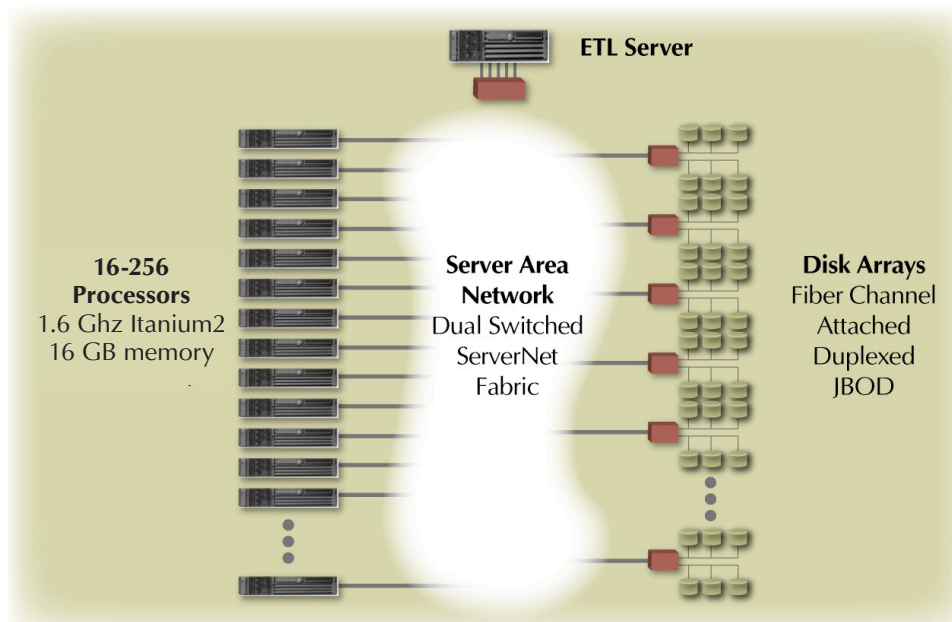 ETL Server
16-256
Processors
1.6 Ghz Itanium2
16 GB memory
.
Server Area
Network
Dual Switched
ServerNet
Fabric
Disk Arrays
Fiber Channel
Attached
Duplexed
JBOD